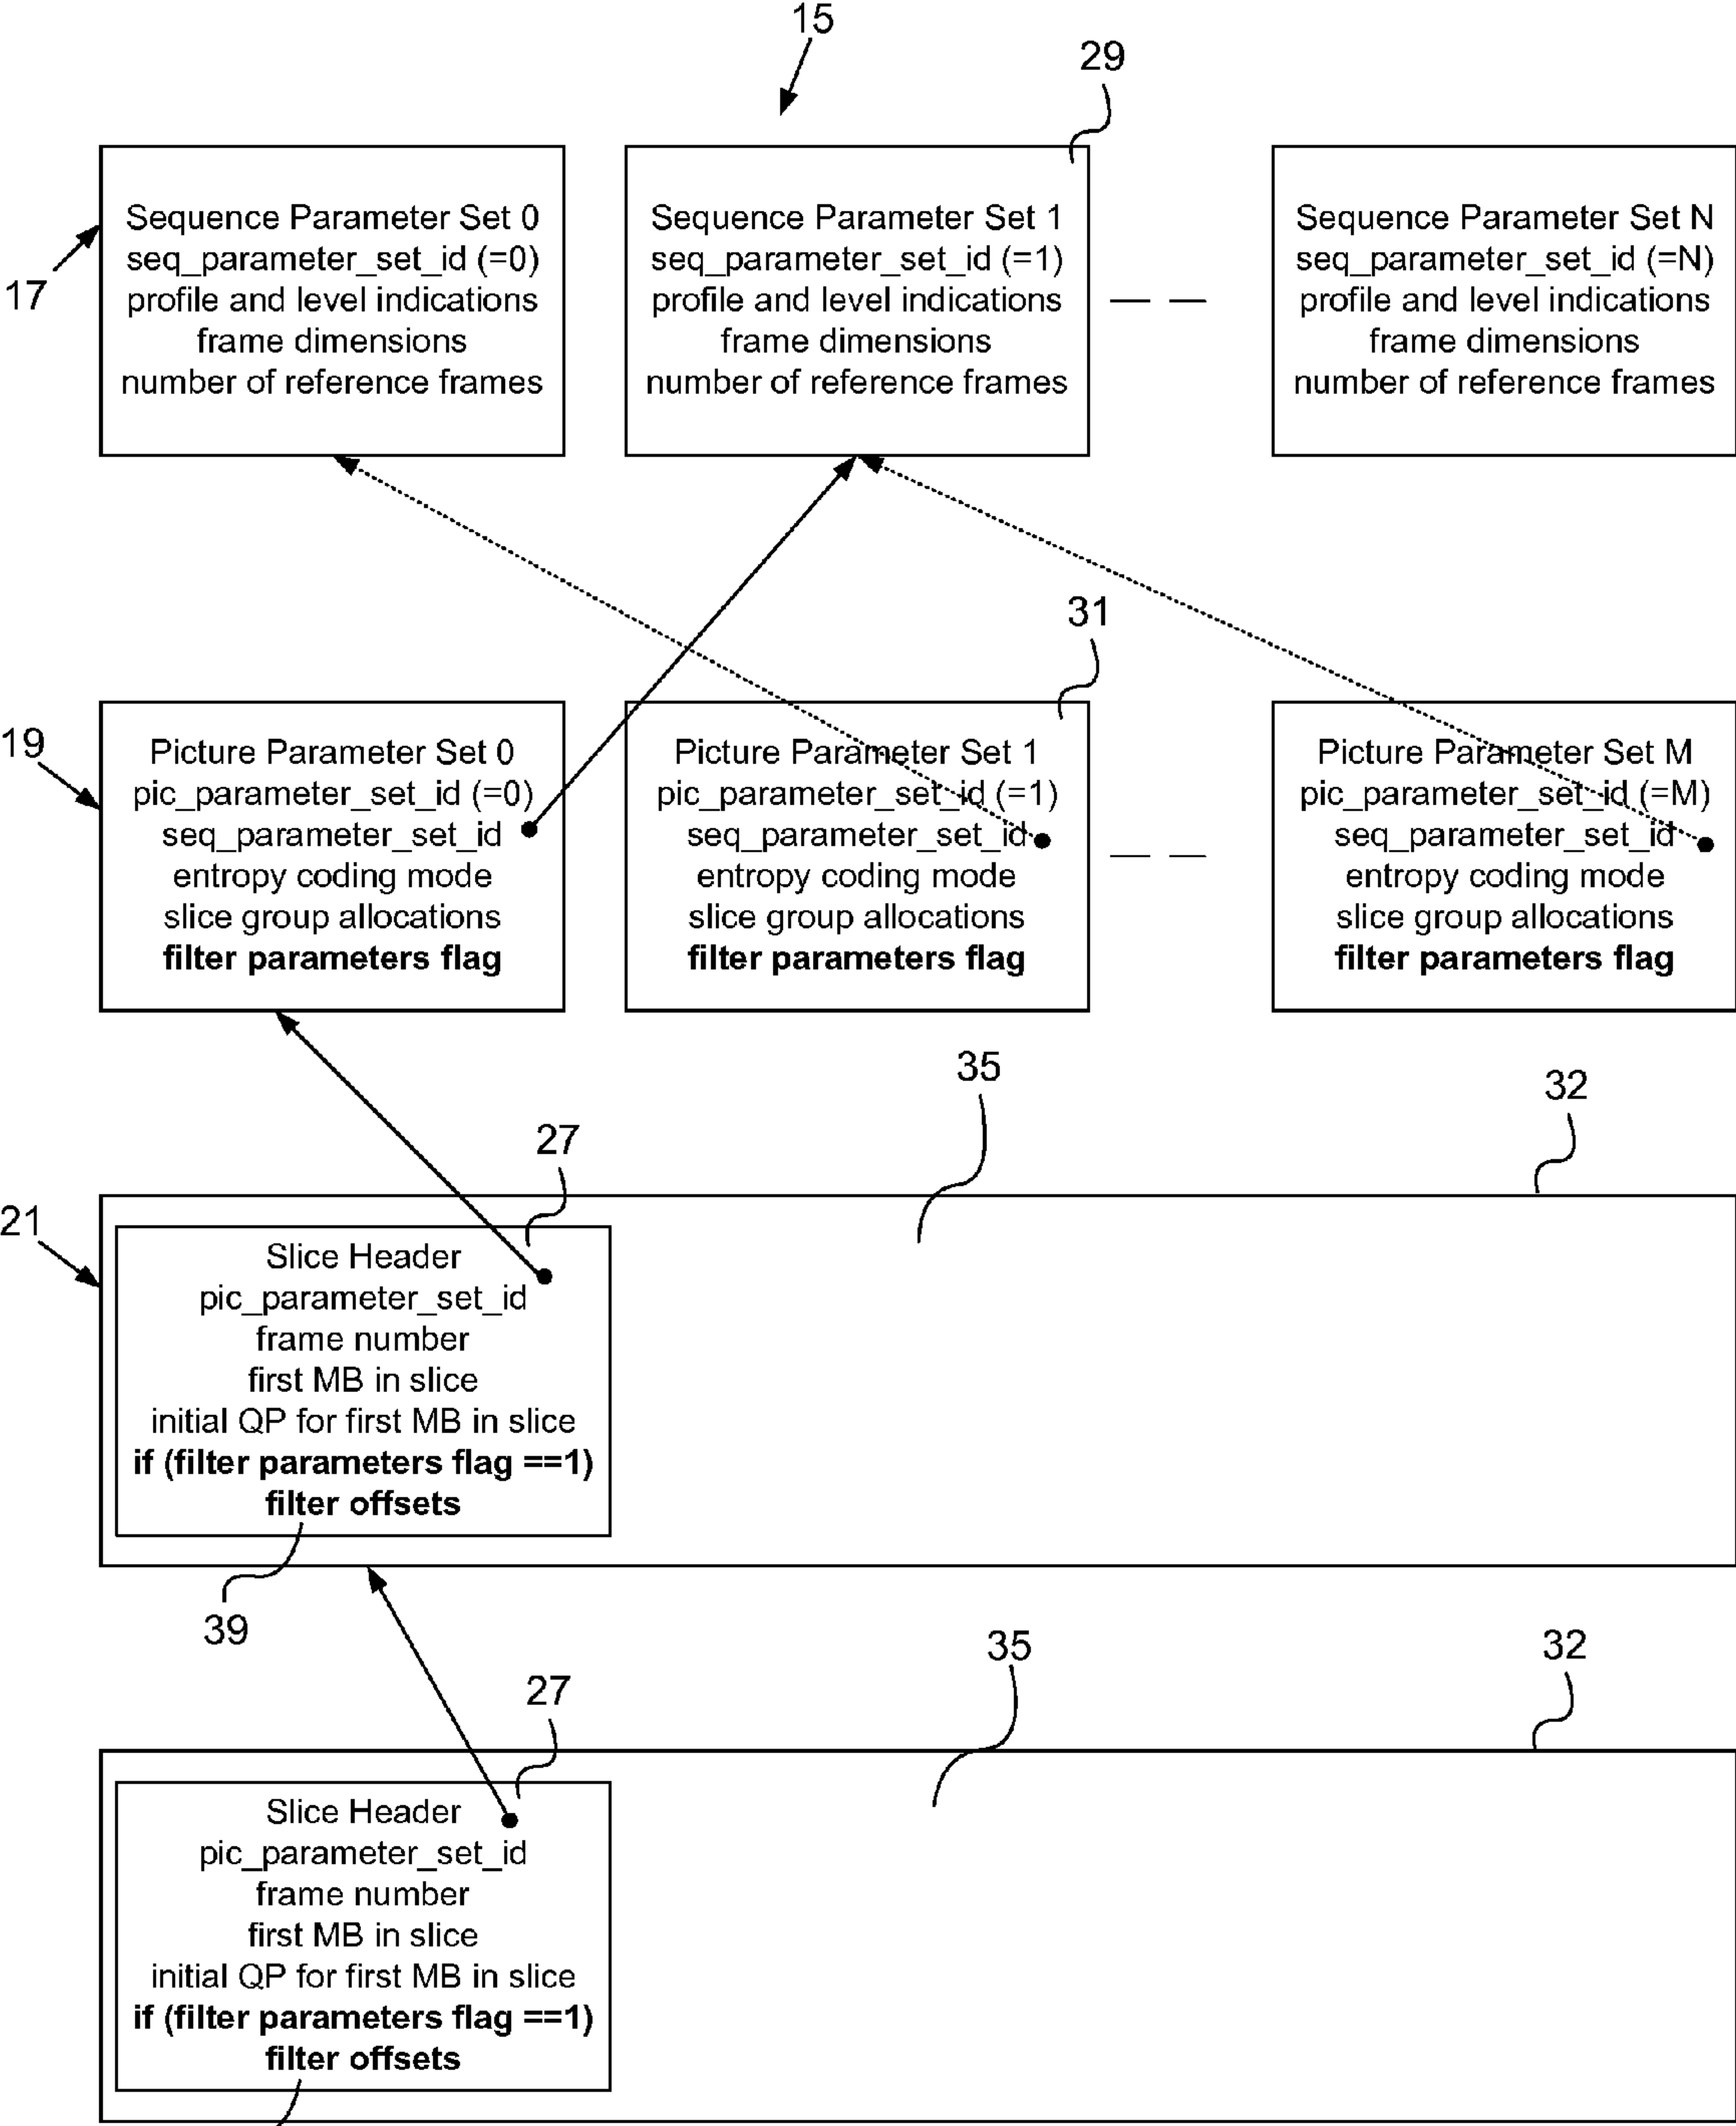 15
29
Sequence Parameter Set 0
seq_parameter_set_id (=0)
profile and level indications
frame dimensions
number of reference frames
Sequence Parameter Set 1
seq_parameter_set_id (=1)
profile and level indications
frame dimensions
number of reference frames
Sequence Parameter Set N
seq_parameter_set_id (=N)
profile and level indications
frame dimensions
number of reference frames
17
31
19
Picture Parameter Set 0
pic_parameter_set_id (=0)
seq_parameter_set_id
entropy coding mode
slice group allocations
filter parameters flag
Picture Parameter Set 1
pic_parameter_set_id (=1)
seq_parameter_set_id
entropy coding mode
slice group allocations
filter parameters flag
Picture Parameter Set M
pic_parameter_set_id (=M)
seq_parameter_set_id
entropy coding mode
slice group allocations
filter parameters flag
35
32
27
21
Slice Header
pic_parameter_set_id
frame number
first MB in slice
initial QP for first MB in slice
if (filter parameters flag ==1)
filter offsets
39
35
32
27
Slice Header
pic_parameter_set_id
frame number
first MB in slice
initial QP for first MB in slice
if (filter parameters flag ==1)
filter offsets